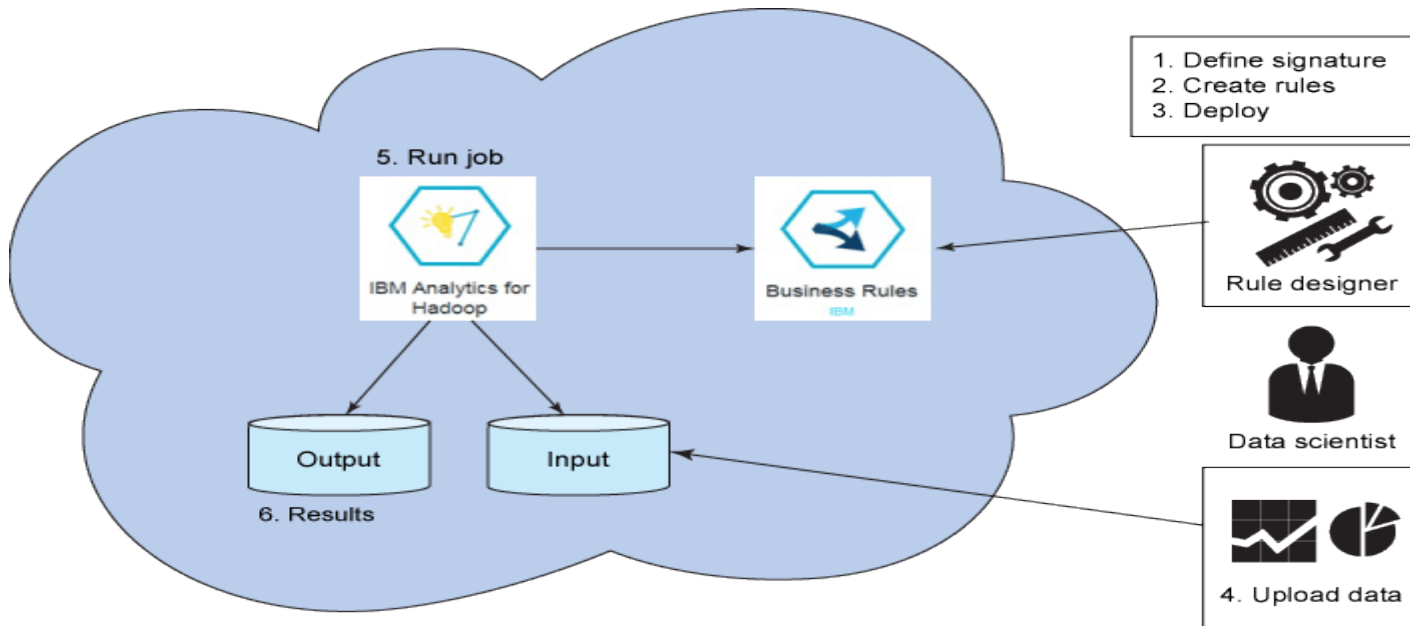 1. Define signature
2. Create rules
3. Deploy
5. Run job
IBM Analytics for
Hadoop
Business Rules
IBM
Rule designer
Data scientist
Output
Input
6. Results
4. Upload data